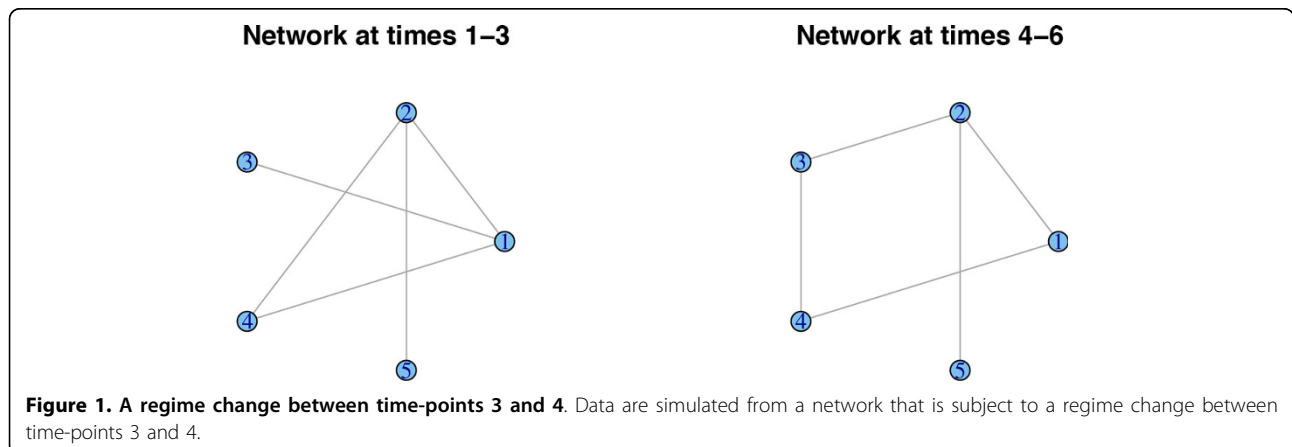 Network at times 1–3
Network at times 4–6
2
3
1
4
5
2
3
1
4
5
Figure 1. A regime change between time-points 3 and 4. Data are simulated from a network that is subject to a regime change between
time-points 3 and 4.